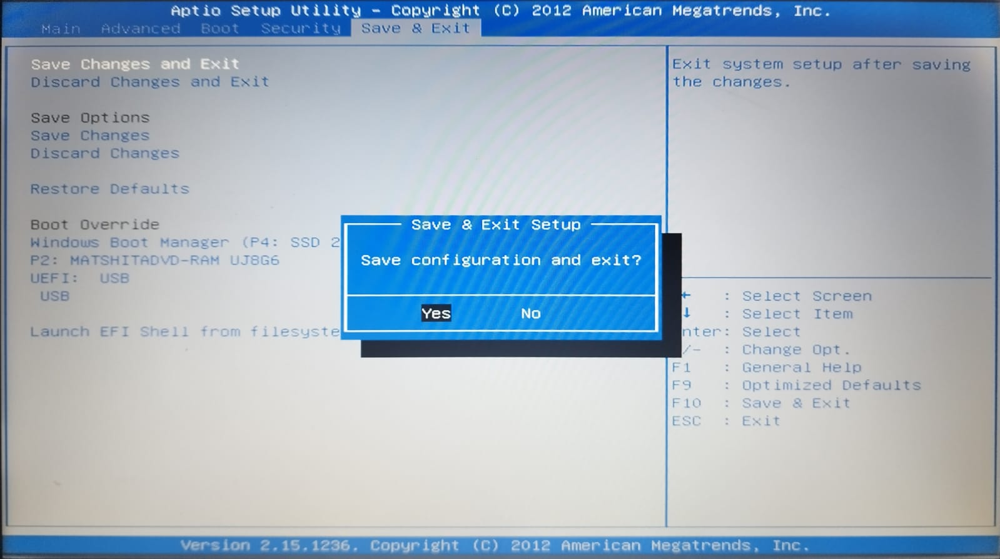 Aptio Setup Utility - Copyright (C) 2012 American Megatrends, Inc.
Main Advanced Boot Security Save & Exit
Save Changes and Exit
Discard Changes and Exit
Save Options
Save Changes
Discard Changes
Restore Defaults
Boot Override
Windows Boot Manager (P4: SSD 2
P2: MATSHITADVD-RAM UJ8G6
UEFI: USB
USB
Launch EFI Shell from filesyste
Save & Exit Setup
Save configuration and exit?
Yes No
Exit system setup after saving
the changes.
← : Select Screen
↓ : Select Item
nter: Select
/- : Change Opt.
F1 : General Help
F9 : Optimized Defaults
F10 : Save & Exit
ESC : Exit
Version 2.15.1236. Copyright (C) 2012 American Megatrends, Inc.